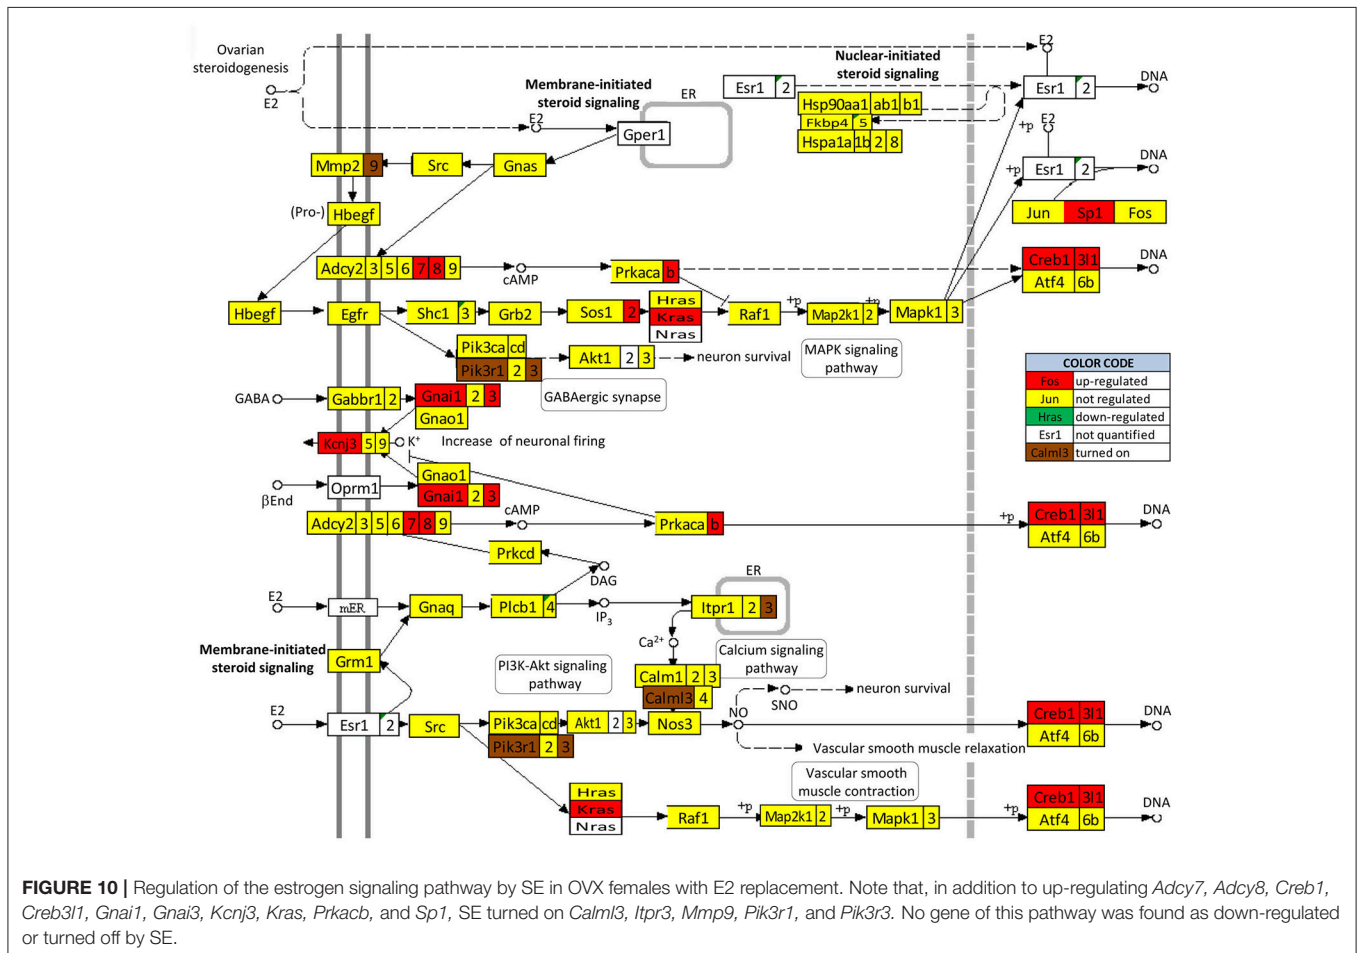 Ovarian
steroidogenesis
E2
Membrane-initiated
steroid signaling
ER
E2
Gper1
Nuclear-initiated
steroid signaling
Esr1 2
Hsp90aa1 ab1 b1
Fkbp4 5
Hspa1a 1b 2 8
E2
Esr1 2
DNA
+p
E2
+p
Esr1 2
DNA
Jun Sp1 Fos
Mmp2 9
Src
Gnas
(Pro-)
Hbegf
Adcy2 3 5 6 7 8 9
cAMP
Prkaca b
Creb1 3l1
Atf4 6b
DNA
Hbegf
Egfr
Shc1 3
Grb2
Sos1 2
Hras
Kras
Nras
Raf1
+p
Map2k1 2
+p
Mapk1 3
Pik3ca cd
Pik3r1 2 3
Akt1 2 3
neuron survival
MAPK signaling
pathway
GABAergic synapse
COLOR CODE
Fos up-regulated
Jun not regulated
Hras down-regulated
Esr1 not quantified
Calml3 turned on
GABA
Gabbr1 2
Gnai1 2 3
Gnao1
Kcnj3 5 9
K+
Increase of neuronal firing
βEnd
Oprm1
Gnao1
Gnai1 2 3
Adcy2 3 5 6 7 8 9
cAMP
Prkaca b
+p
Creb1 3l1
Atf4 6b
DNA
Prkcd
DAG
E2
mER
Gnaq
Plcb1 4
IP3
ER
Itpr1 2 3
Ca2+
Membrane-initiated
steroid signaling
Grm1
PI3K-Akt signaling
pathway
Calcium signaling
pathway
Calm1 2 3
Calml3 4
E2
Esr1 2
Src
Pik3ca cd
Pik3r1 2 3
Akt1 2 3
Nos3
NO
SNO
neuron survival
Vascular smooth muscle relaxation
Creb1 3l1
Atf4 6b
DNA
Vascular smooth
muscle contraction
Hras
Kras
Nras
Raf1
+p
Map2k1 2
+p
Mapk1 3
+p
Creb1 3l1
Atf4 6b
DNA
FIGURE 10 | Regulation of the estrogen signaling pathway by SE in OVX females with E2 replacement. Note that, in addition to up-regulating Adcy7, Adcy8, Creb1,
Creb3l1, Gnai1, Gnai3, Kcnj3, Kras, Prkacb, and Sp1, SE turned on Calml3, Itpr3, Mmp9, Pik3r1, and Pik3r3. No gene of this pathway was found as down-regulated
or turned off by SE.